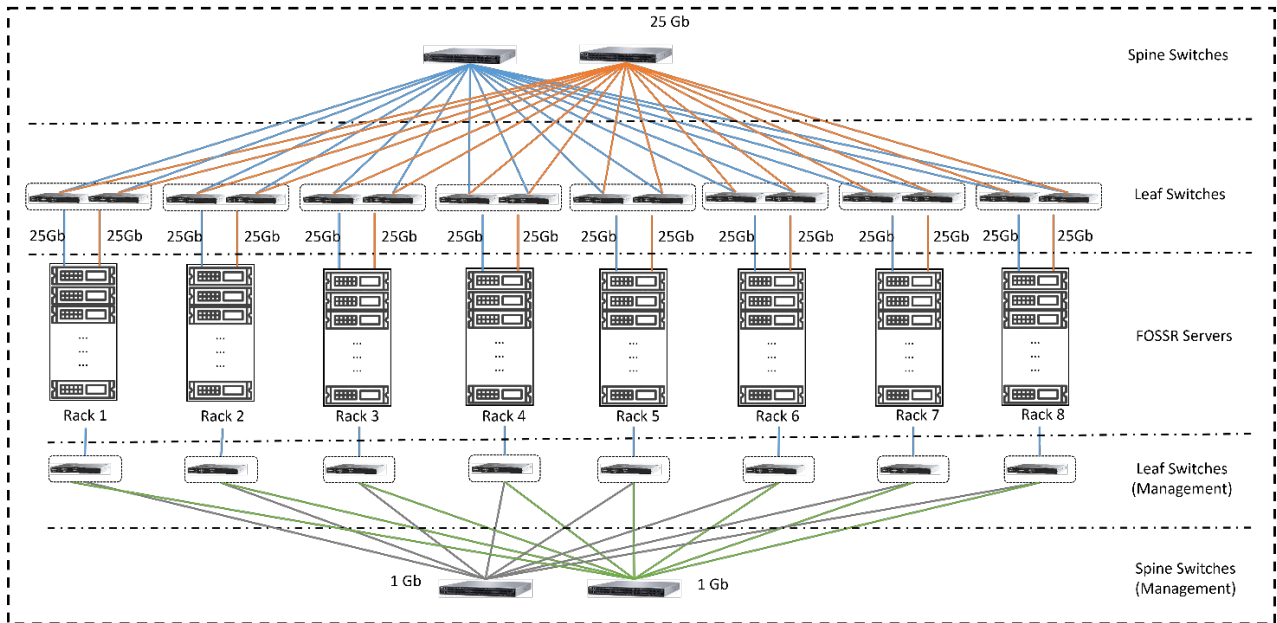 25 Gb
Spine Switches
Leaf Switches
25Gb 25Gb 25Gb 25Gb 25Gb 25Gb 25Gb 25Gb 25Gb 25Gb 25Gb 25Gb 25Gb 25Gb 25Gb 25Gb
... ... ... ... ... ... ... ...
FOSSR Servers
... ... ... ... ... ... ... ...
Rack 1 Rack 2 Rack 3 Rack 4 Rack 5 Rack 6 Rack 7 Rack 8
Leaf Switches
(Management)
1 Gb 1 Gb
Spine Switches
(Management)